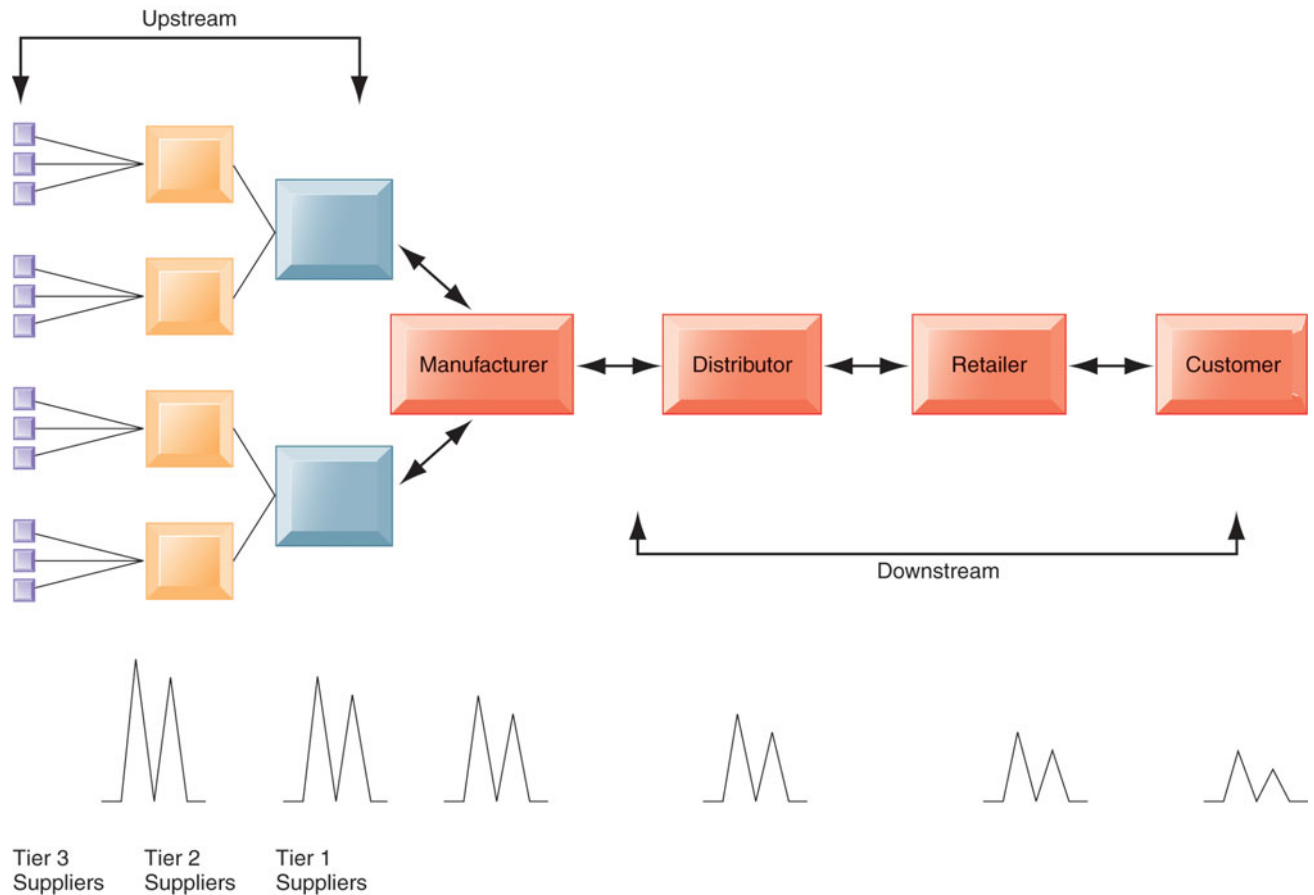 Upstream
Manufacturer
Distributor
Retailer
Customer
Downstream
Tier 3
Suppliers
Tier 2
Suppliers
Tier 1
Suppliers